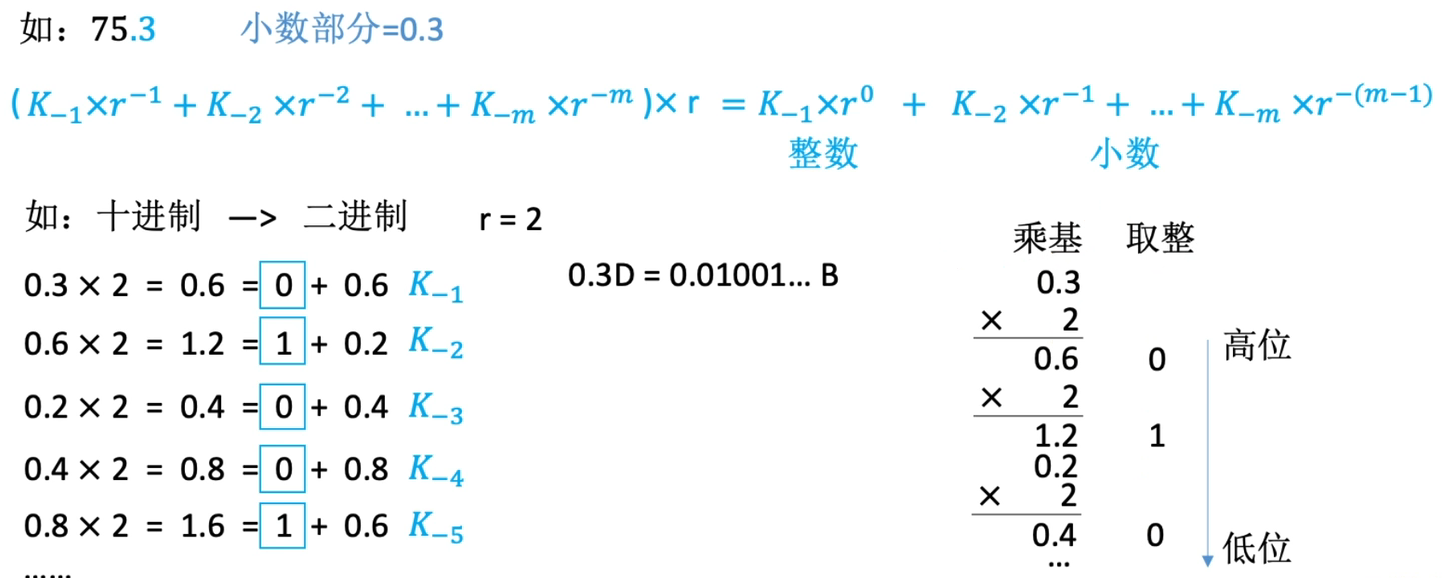 如：75.3 小数部分=0.3
(K₋₁×r⁻¹ + K₋₂ ×r⁻² + … + K₋ₘ ×r⁻ᵐ )× r = K₋₁×r⁰ + K₋₂ ×r⁻¹ + … + K₋ₘ ×r⁻⁽ᵐ⁻¹⁾
整数 小数
如：十进制 —> 二进制 r = 2
0.3 × 2 = 0.6 = 0 + 0.6 K₋₁
0.6 × 2 = 1.2 = 1 + 0.2 K₋₂
0.2 × 2 = 0.4 = 0 + 0.4 K₋₃
0.4 × 2 = 0.8 = 0 + 0.8 K₋₄
0.8 × 2 = 1.6 = 1 + 0.6 K₋₅
……
0.3D = 0.01001... B
乘基 取整
0.3
× 2
0.6 0 高位
× 2
1.2 1
0.2
× 2
0.4 0 低位
...